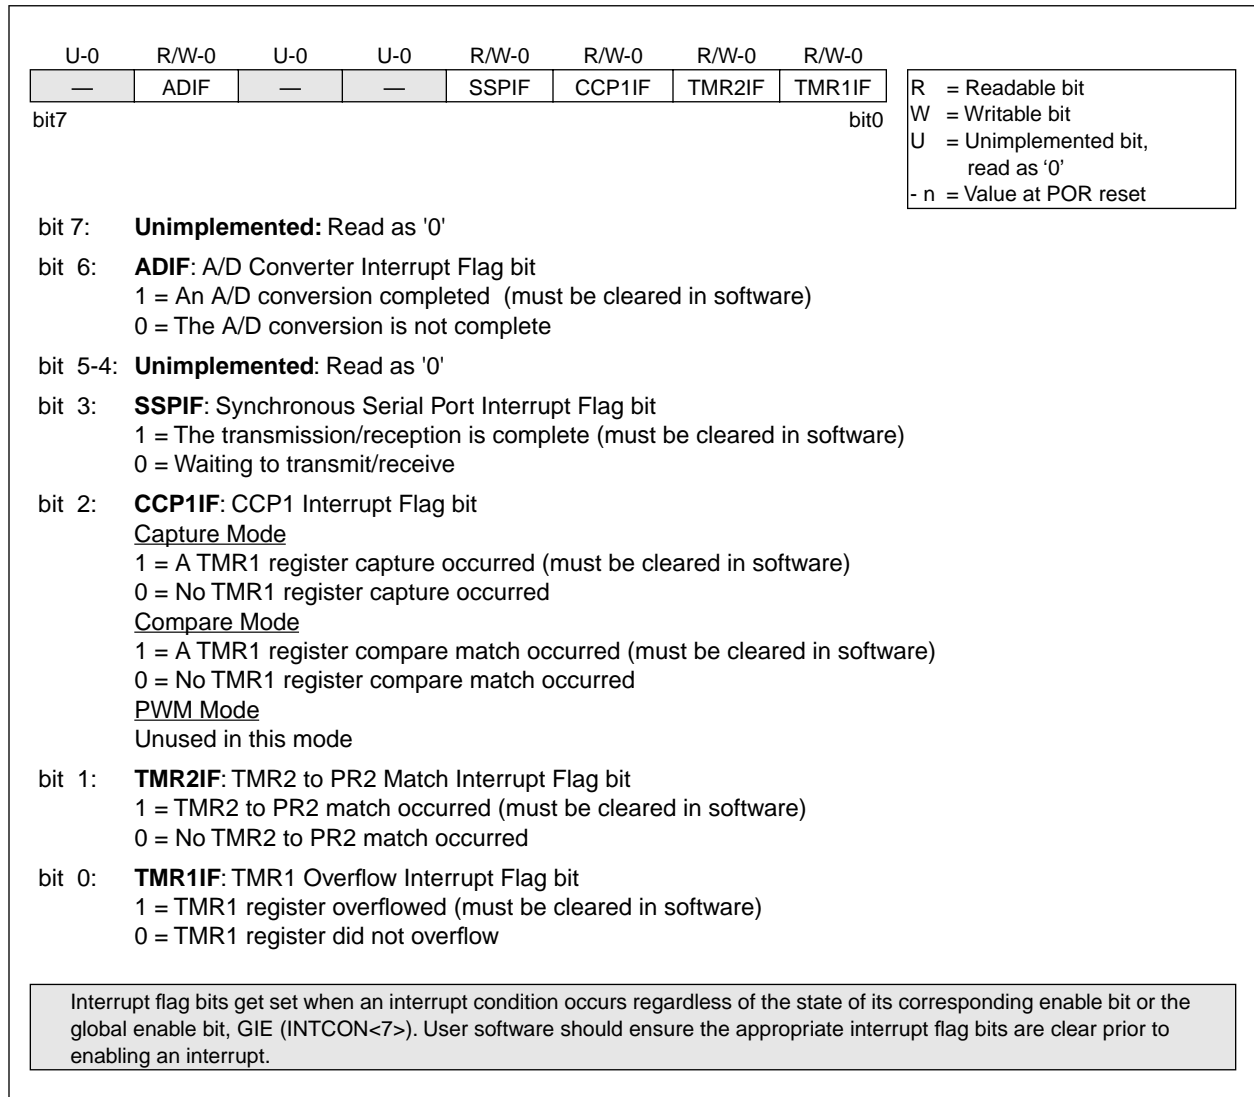 U-0 R/W-0 U-0 U-0 R/W-0 R/W-0 R/W-0 R/W-0
— ADIF — — SSPIF CCP1IF TMR2IF TMR1IF
bit7 bit0
R = Readable bit
W = Writable bit
U = Unimplemented bit,
read as ‘0’
- n = Value at POR reset
bit 7: Unimplemented: Read as '0'
bit 6: ADIF: A/D Converter Interrupt Flag bit
1 = An A/D conversion completed (must be cleared in software)
0 = The A/D conversion is not complete
bit 5-4: Unimplemented: Read as '0'
bit 3: SSPIF: Synchronous Serial Port Interrupt Flag bit
1 = The transmission/reception is complete (must be cleared in software)
0 = Waiting to transmit/receive
bit 2: CCP1IF: CCP1 Interrupt Flag bit
Capture Mode
1 = A TMR1 register capture occurred (must be cleared in software)
0 = No TMR1 register capture occurred
Compare Mode
1 = A TMR1 register compare match occurred (must be cleared in software)
0 = No TMR1 register compare match occurred
PWM Mode
Unused in this mode
bit 1: TMR2IF: TMR2 to PR2 Match Interrupt Flag bit
1 = TMR2 to PR2 match occurred (must be cleared in software)
0 = No TMR2 to PR2 match occurred
bit 0: TMR1IF: TMR1 Overflow Interrupt Flag bit
1 = TMR1 register overflowed (must be cleared in software)
0 = TMR1 register did not overflow
Interrupt flag bits get set when an interrupt condition occurs regardless of the state of its corresponding enable bit or the
global enable bit, GIE (INTCON<7>). User software should ensure the appropriate interrupt flag bits are clear prior to
enabling an interrupt.